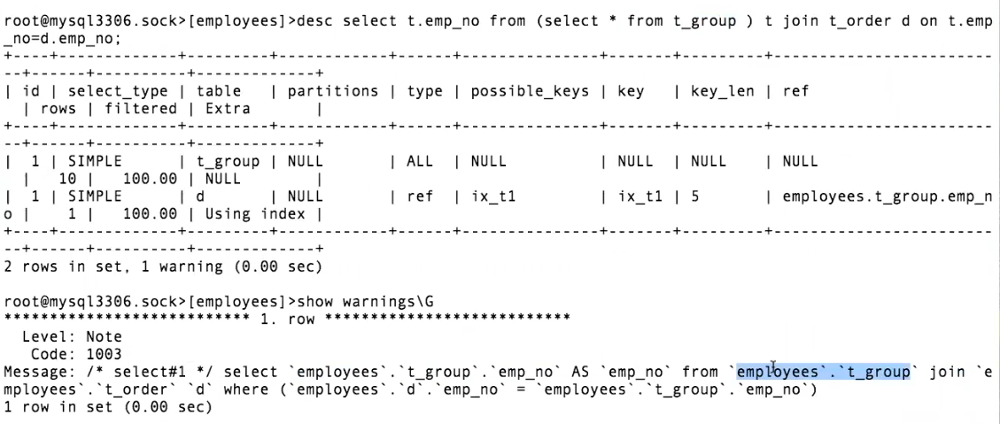 root@mysql3306.sock>[employees]>desc select t.emp_no from (select * from t_group ) t join t_order d on t.emp
_no=d.emp_no;
+----+-------------+---------+------------+------+---------------+-------+---------+----------------------
--+------+----------+-------------+
| id | select_type | table   | partitions | type | possible_keys | key   | key_len | ref
  | rows | filtered | Extra       |
+----+-------------+---------+------------+------+---------------+-------+---------+----------------------
--+------+----------+-------------+
|  1 | SIMPLE      | t_group | NULL       | ALL  | NULL          | NULL  | NULL    | NULL
  |   10 |   100.00 | NULL        |
|  1 | SIMPLE      | d       | NULL       | ref  | ix_t1         | ix_t1 | 5       | employees.t_group.emp_n
o |    1 |   100.00 | Using index |
+----+-------------+---------+------------+------+---------------+-------+---------+----------------------
--+------+----------+-------------+
2 rows in set, 1 warning (0.00 sec)
root@mysql3306.sock>[employees]>show warnings\G
*************************** 1. row ***************************
  Level: Note
   Code: 1003
Message: /* select#1 */ select `employees`.`t_group`.`emp_no` AS `emp_no` from `employees`.`t_group` join `e
mployees`.`t_order` `d` where (`employees`.`d`.`emp_no` = `employees`.`t_group`.`emp_no`)
1 row in set (0.00 sec)